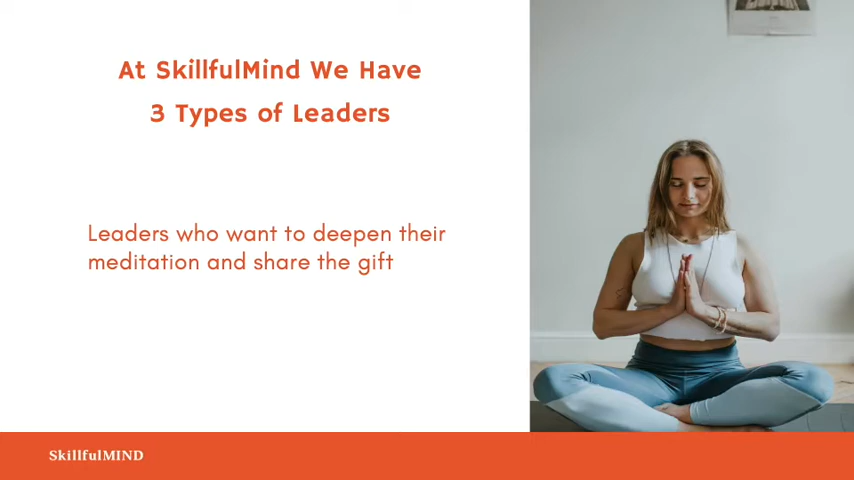 At SkillfulMind We Have
3 Types of Leaders
Leaders who want to deepen their
meditation and share the gift
SkillfulMIND